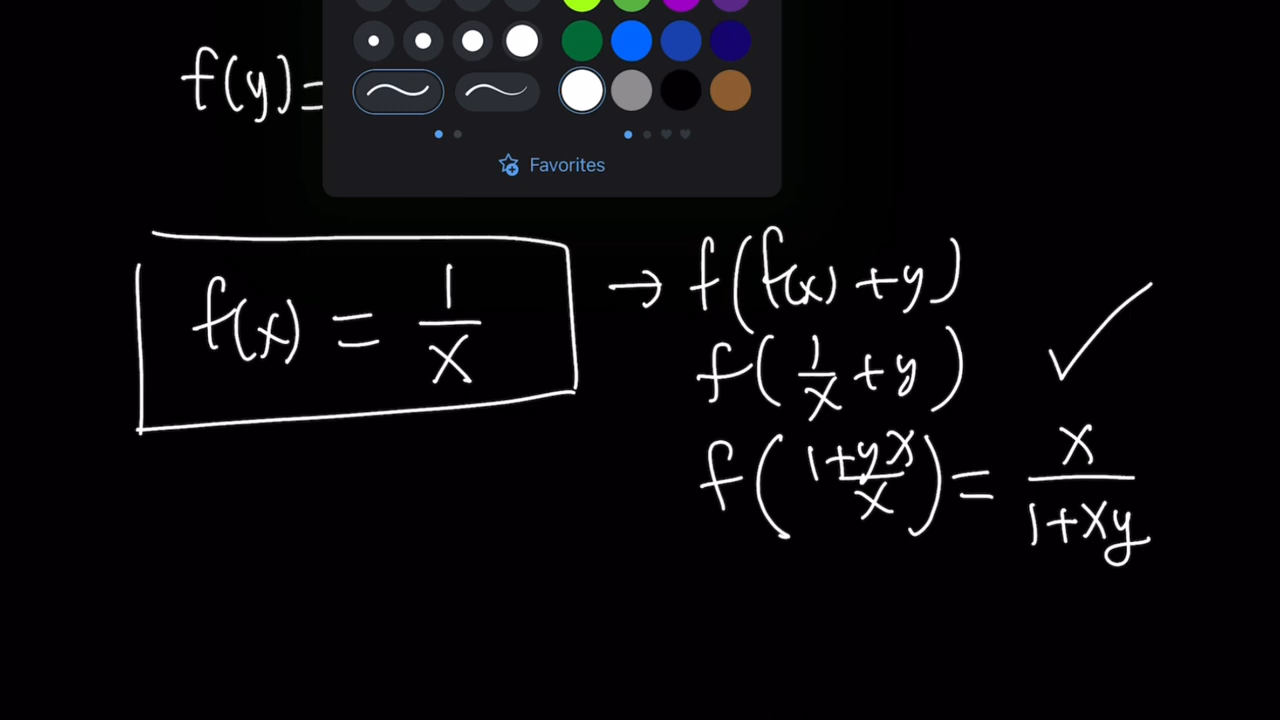 f(y)=
Favorites
f(x) = 1/x
→ f(f(x) + y)
f(1/x + y)
f((1+yx)/x) = x/(1+xy)